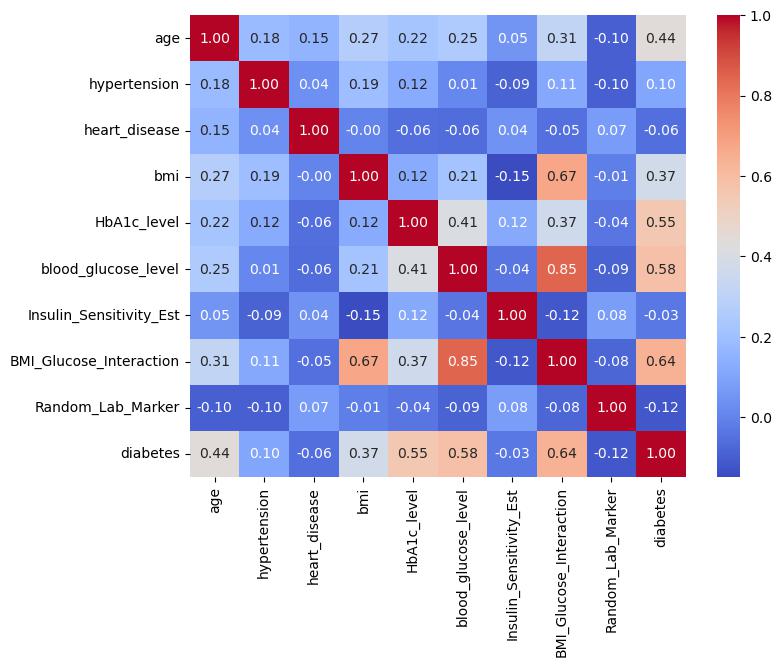 age 1.00 0.18 0.15 0.27 0.22 0.25 0.05 0.31 -0.10 0.44
hypertension 0.18 1.00 0.04 0.19 0.12 0.01 -0.09 0.11 -0.10 0.10
heart_disease 0.15 0.04 1.00 -0.00 -0.06 -0.06 0.04 -0.05 0.07 -0.06
bmi 0.27 0.19 -0.00 1.00 0.12 0.21 -0.15 0.67 -0.01 0.37
HbA1c_level 0.22 0.12 -0.06 0.12 1.00 0.41 0.12 0.37 -0.04 0.55
blood_glucose_level 0.25 0.01 -0.06 0.21 0.41 1.00 -0.04 0.85 -0.09 0.58
Insulin_Sensitivity_Est 0.05 -0.09 0.04 -0.15 0.12 -0.04 1.00 -0.12 0.08 -0.03
BMI_Glucose_Interaction 0.31 0.11 -0.05 0.67 0.37 0.85 -0.12 1.00 -0.08 0.64
Random_Lab_Marker -0.10 -0.10 0.07 -0.01 -0.04 -0.09 0.08 -0.08 1.00 -0.12
diabetes 0.44 0.10 -0.06 0.37 0.55 0.58 -0.03 0.64 -0.12 1.00
age
hypertension
heart_disease
bmi
HbA1c_level
blood_glucose_level
Insulin_Sensitivity_Est
BMI_Glucose_Interaction
Random_Lab_Marker
diabetes
1.0
0.8
0.6
0.4
0.2
0.0